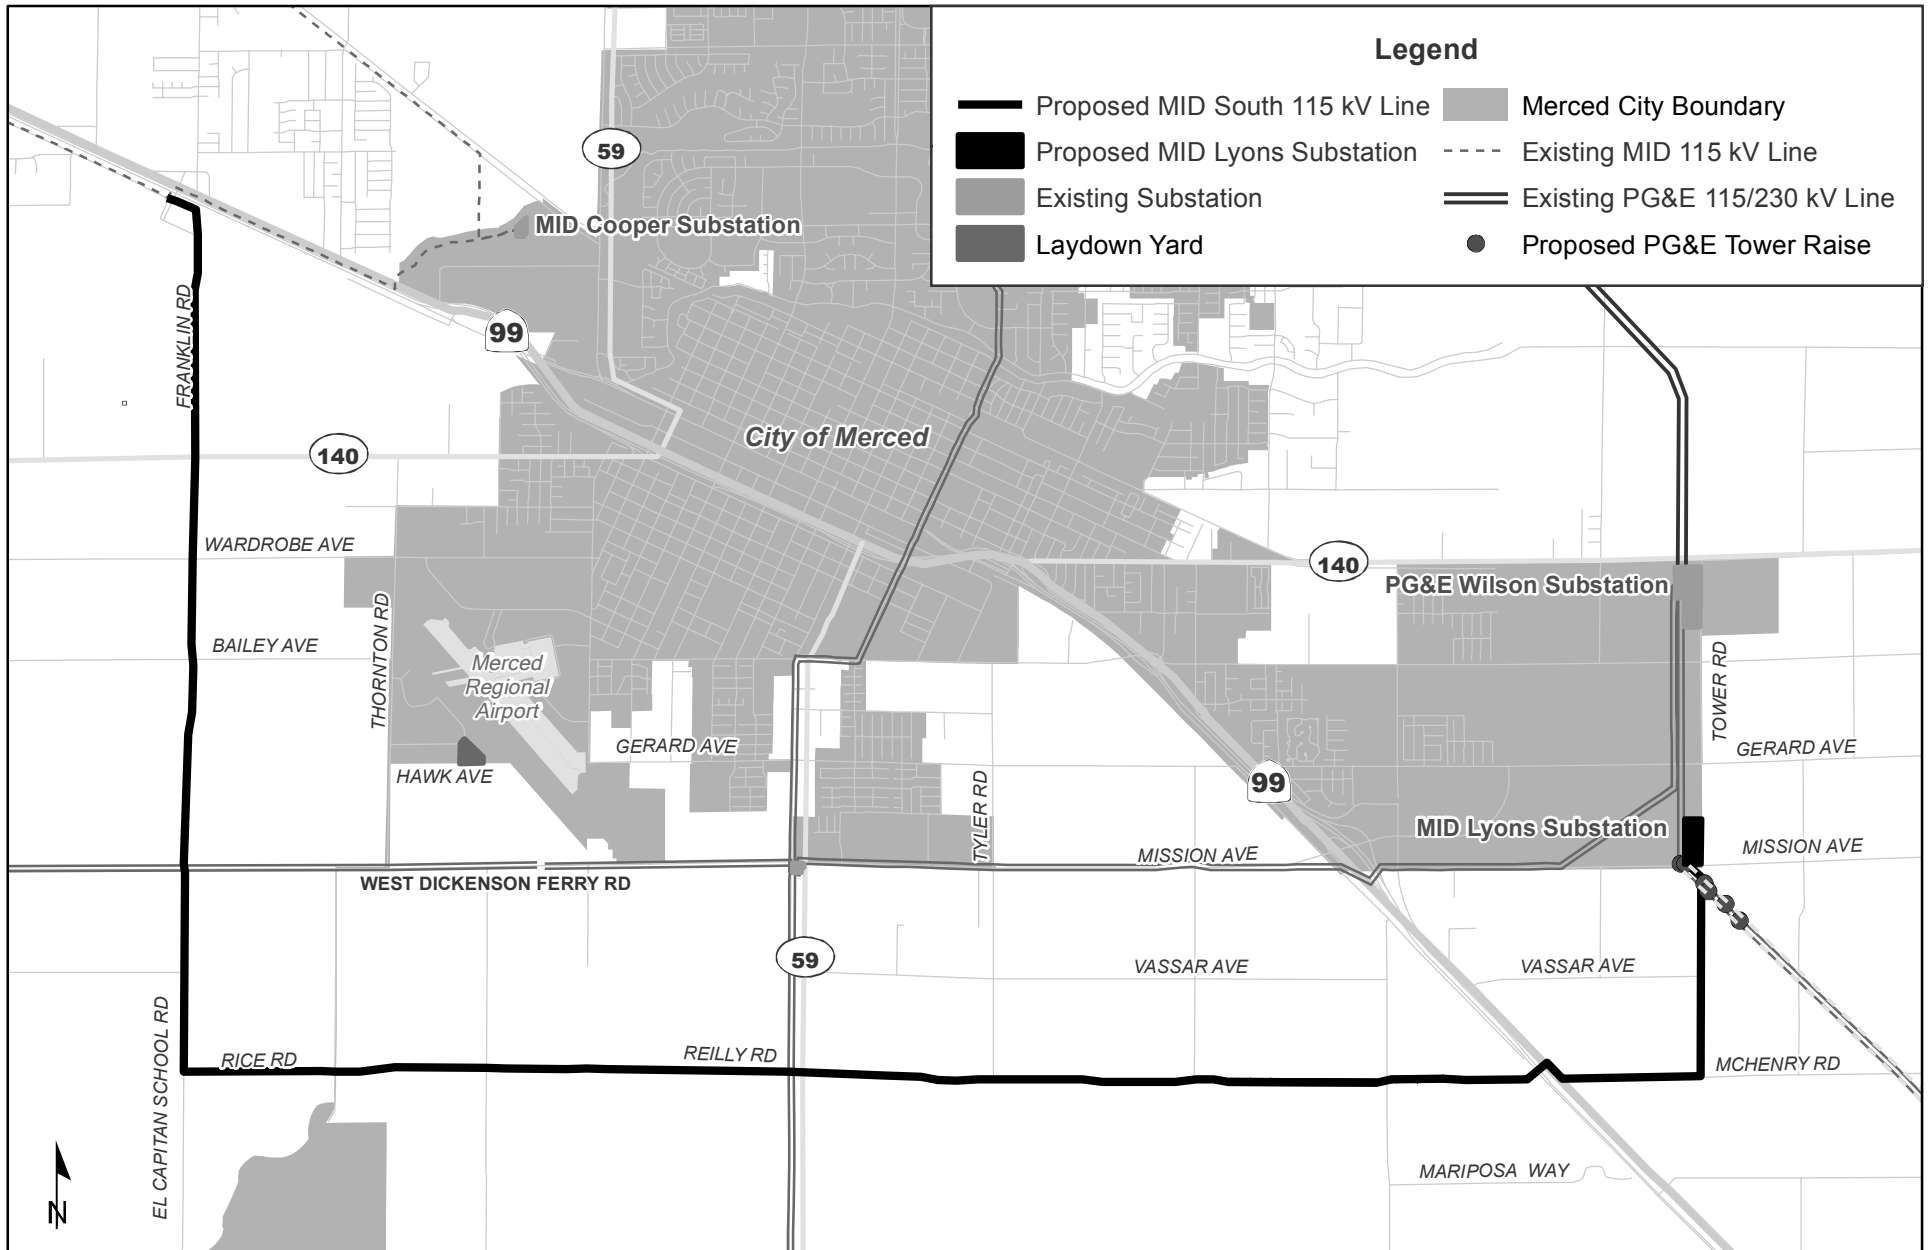 Legend
Proposed MID South 115 kV Line
Merced City Boundary
Proposed MID Lyons Substation
Existing MID 115 kV Line
Existing Substation
Existing PG&E 115/230 kV Line
Laydown Yard
Proposed PG&E Tower Raise
59
MID Cooper Substation
FRANKLIN RD
99
City of Merced
140
WARDROBE AVE
140
PG&E Wilson Substation
THORNTON RD
BAILEY AVE
Merced
Regional
Airport
TOWER RD
GERARD AVE
GERARD AVE
HAWK AVE
TYLER RD
99
MID Lyons Substation
MISSION AVE
MISSION AVE
WEST DICKENSON FERRY RD
59
VASSAR AVE
VASSAR AVE
EL CAPITAN SCHOOL RD
RICE RD
REILLY RD
MCHENRY RD
MARIPOSA WAY
N